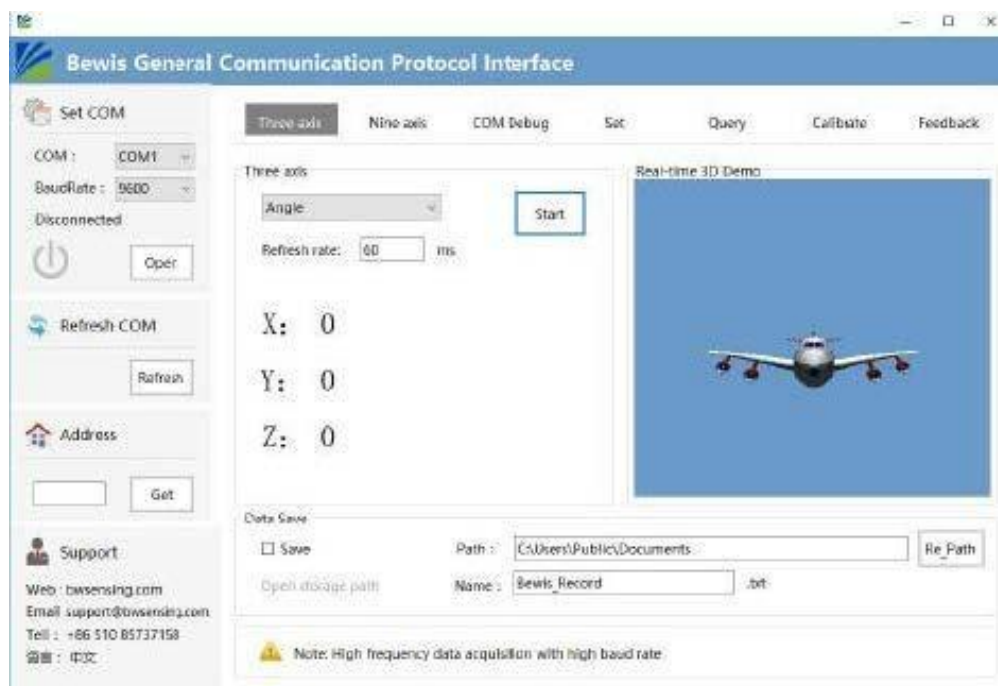 Bewis General Communication Protocol Interface
Set COM
COM : COM1
BaudRate : 9600
Disconnected
Open
Refresh COM
Refresh
Address
Get
Support
Web : bwsensing.com
Email support@bwsensing.com
Tell : +86 510 85737158
: 中文
Three axis Nine axis COM Debug Set Query Calibrate Feedback
Three axis
Angle
Start
Refresh rate: 60 ms
X: 0
Y: 0
Z: 0
Real-time 3D Demo
Data Save
Save
Path : C:\Users\Public\Documents
Re_Path
Open storage path
Name : Bewis_Record .txt
Note: High frequency data acquisition with high baud rate